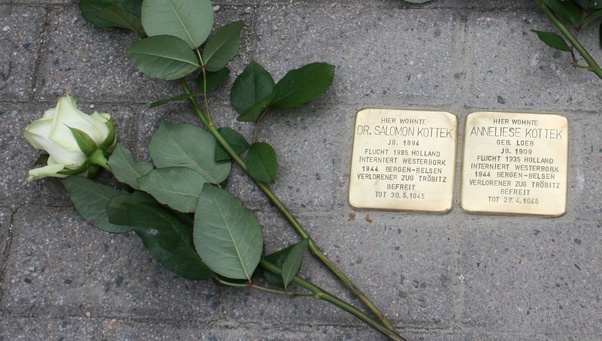 HIER WOHNTE
DR. SALOMON KOTTEK
JG. 1894
FLUCHT 1935 HOLLAND
INTERNIERT WESTERBORK
1944 BERGEN-BELSEN
VERLORENER ZUG TRÖBITZ
BEFREIT
TOT 30.5.1945
HIER WOHNTE
ANNELIESE KOTTEK
GEB. LOEB
JG. 1909
FLUCHT 1935 HOLLAND
INTERNIERT WESTERBORK
1944 BERGEN-BELSEN
VERLORENER ZUG TRÖBITZ
BEFREIT
TOT 27.4.1945